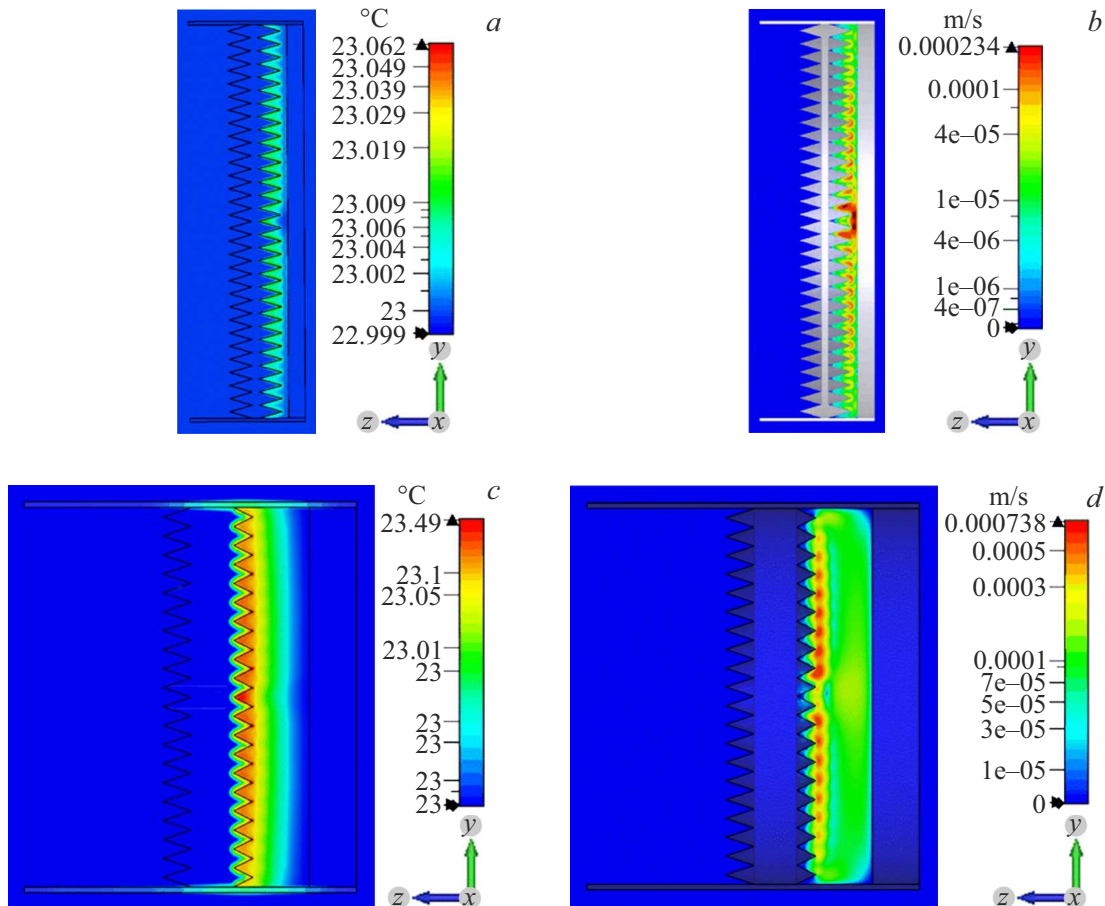 °C
a
23.062
23.049
23.039
23.029
23.019
23.009
23.006
23.004
23.002
23
22.999
y
z
x
m/s
b
0.000234
0.0001
4e–05
1e–05
4e–06
1e–06
4e–07
0
y
z
x
°C
c
23.49
23.1
23.05
23.01
23
23
23
23
23
y
z
x
m/s
d
0.000738
0.0005
0.0003
0.0001
7e–05
5e–05
3e–05
1e–05
0
y
z
x